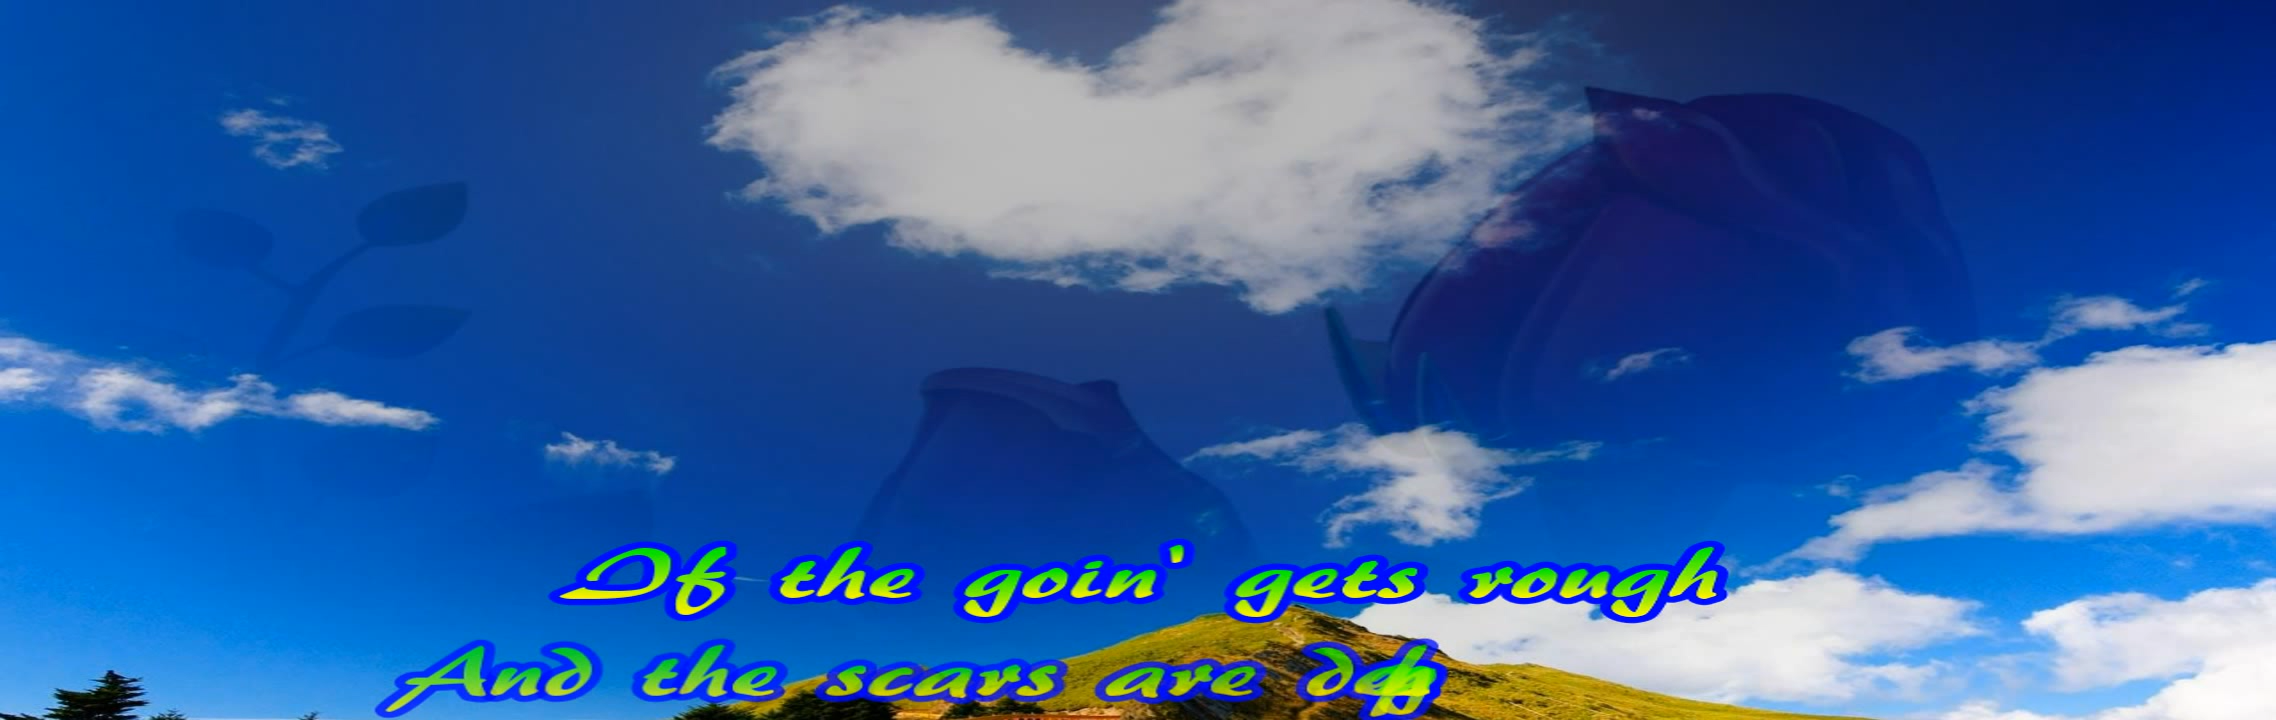 If the goin' gets rough
And the scars are